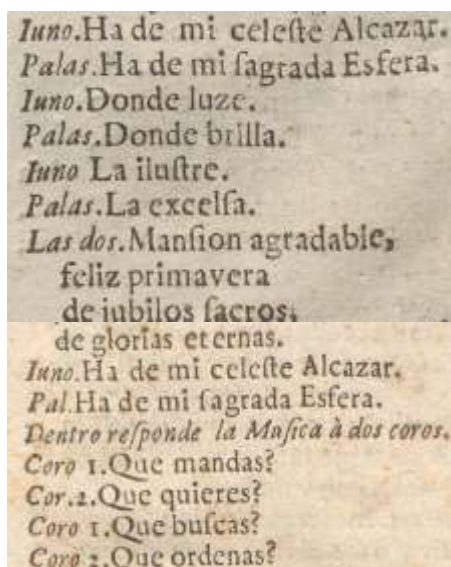 Iuno.Ha de mi celeſte Alcazar.
Palas.Ha de mi ſagrada Esfera.
Iuno.Donde luze.
Palas.Donde brilla.
Iuno La iluſtre.
Palas.La excelſa.
Las dos.Manſion agradable,
feliz primavera
de iubilos ſacros,
de glorias eternas.
Iuno.Ha de mi celeſte Alcazar.
Pal.Ha de mi ſagrada Esfera.
Dentro reſponde la Muſica à dos coros.
Coro 1.Que mandas?
Cor.2.Que quieres?
Coro 1.Que buſcas?
Coro 2.Que ordenas?